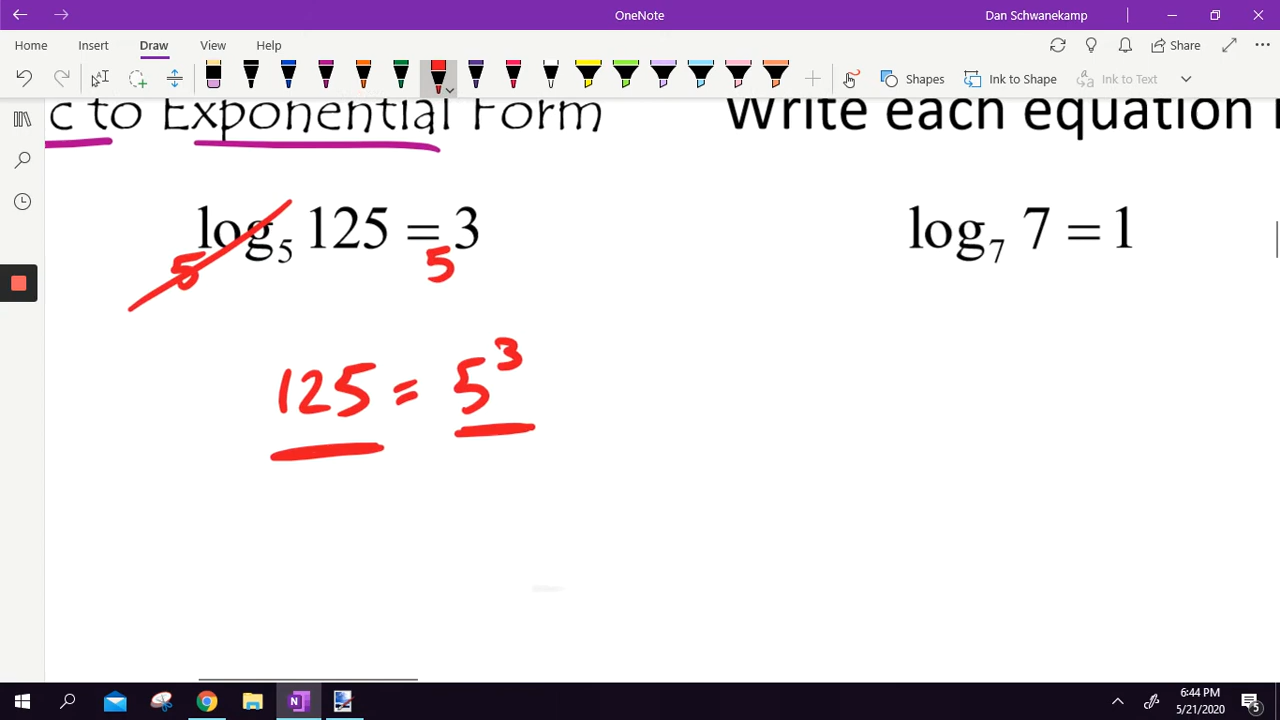 OneNote
Dan Schwanekamp
Home Insert Draw View Help
Share
Shapes
Ink to Shape
Ink to Text
c to Exponential Form
Write each equation
log₅ 125 = 3
5 5
125 = 5³
log₇ 7 = 1
6:44 PM
5/21/2020
5